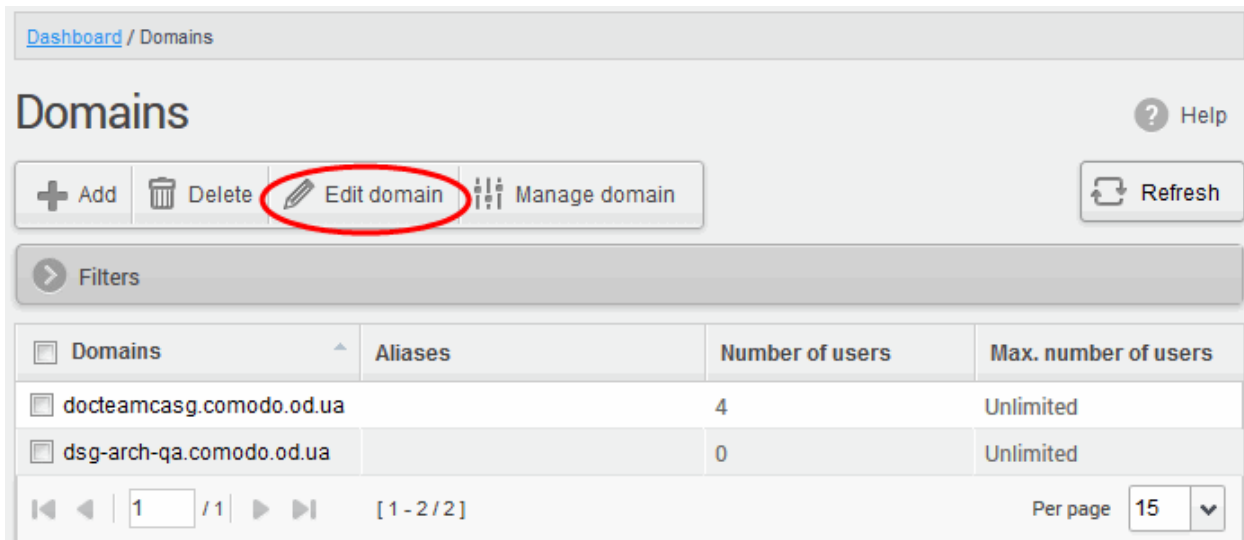 Dashboard / Domains
Domains
? Help
Add Delete Edit domain Manage domain Refresh
Filters
Domains Aliases Number of users Max. number of users
docteamcasg.comodo.od.ua 4 Unlimited
dsg-arch-qa.comodo.od.ua 0 Unlimited
1 / 1 [ 1 - 2 / 2 ] Per page 15